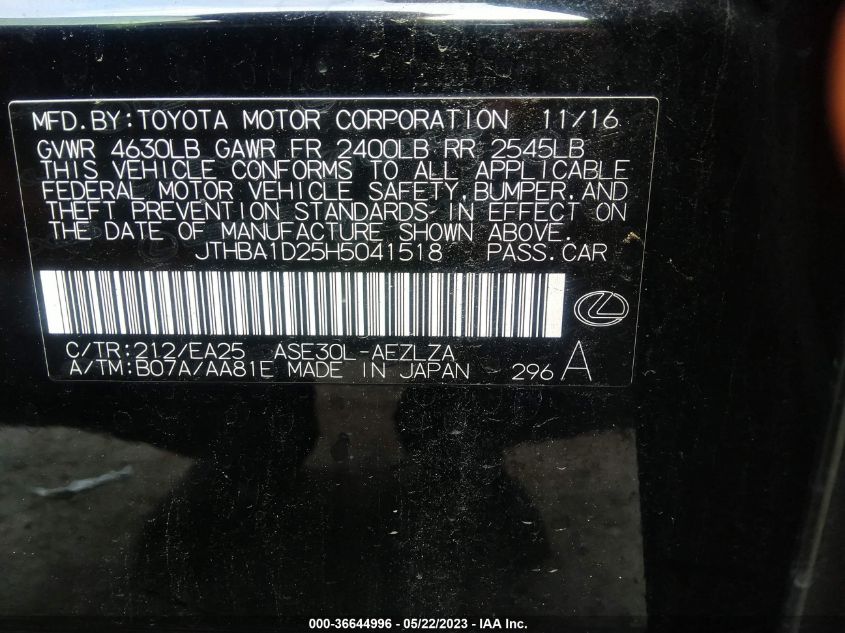 MFD.BY:TOYOTA MOTOR CORPORATION 11/16
GVWR 4630LB GAWR FR 2400LB RR 2545LB
THIS VEHICLE CONFORMS TO ALL APPLICABLE
FEDERAL MOTOR VEHICLE SAFETY,BUMPER,AND
THEFT PREVENTION STANDARDS IN EFFECT ON
THE DATE OF MANUFACTURE SHOWN ABOVE.
JTHBA1D25H5041518 PASS.CAR
C/TR:212/EA25 ASE30L-AEZLZA
A/TM:B07A/AA81E MADE IN JAPAN 296 A
000-36644996 / 05/22/2023 - IAA Inc.